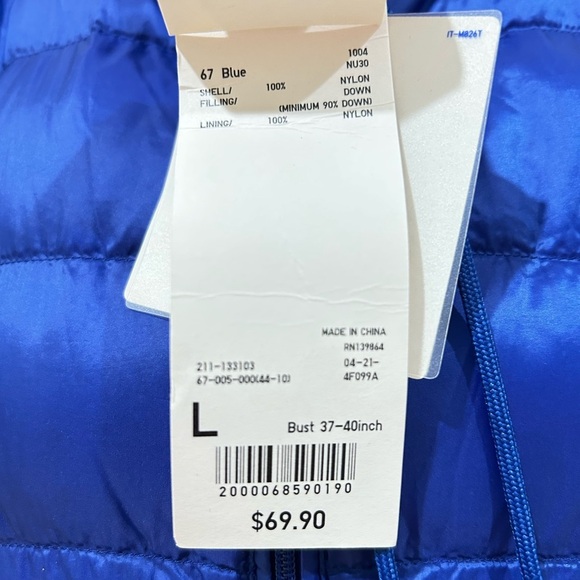 IT-M826T
1004
67 Blue NU30
SHELL/ 100% NYLON
FILLING/ DOWN
(MINIMUM 90% DOWN)
LINING/ 100% NYLON
MADE IN CHINA
RN139864
211-133103 04-21-
67-005-000(44-10) 4F099A
L Bust 37-40inch
2000068590190
$69.90